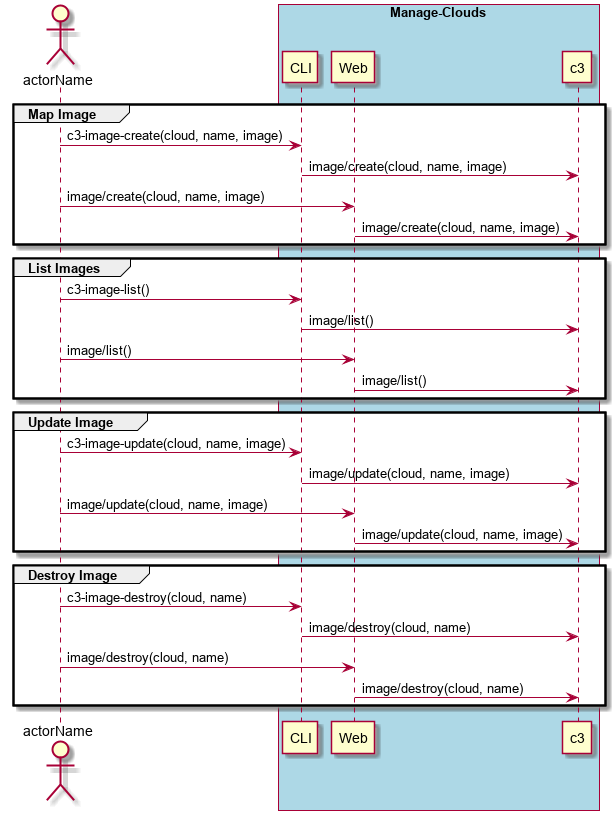 Manage-Clouds
actorName
CLI
Web
c3
Map Image
c3-image-create(cloud, name, image)
image/create(cloud, name, image)
image/create(cloud, name, image)
image/create(cloud, name, image)
List Images
c3-image-list()
image/list()
image/list()
image/list()
Update Image
c3-image-update(cloud, name, image)
image/update(cloud, name, image)
image/update(cloud, name, image)
image/update(cloud, name, image)
Destroy Image
c3-image-destroy(cloud, name)
image/destroy(cloud, name)
image/destroy(cloud, name)
image/destroy(cloud, name)
actorName
CLI
Web
c3